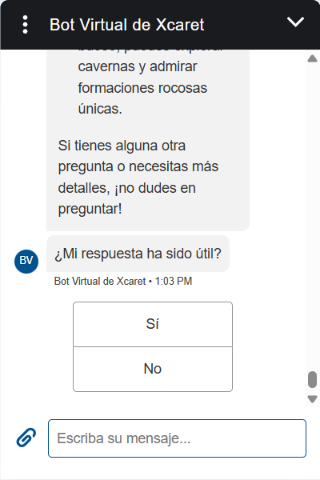 Bot Virtual de Xcaret
cavernas y admirar
formaciones rocosas
únicas.
Si tienes alguna otra
pregunta o necesitas más
detalles, ¡no dudes en
preguntar!
¿Mi respuesta ha sido útil?
BV
Bot Virtual de Xcaret • 1:03 PM
Sí
No
Escriba su mensaje...